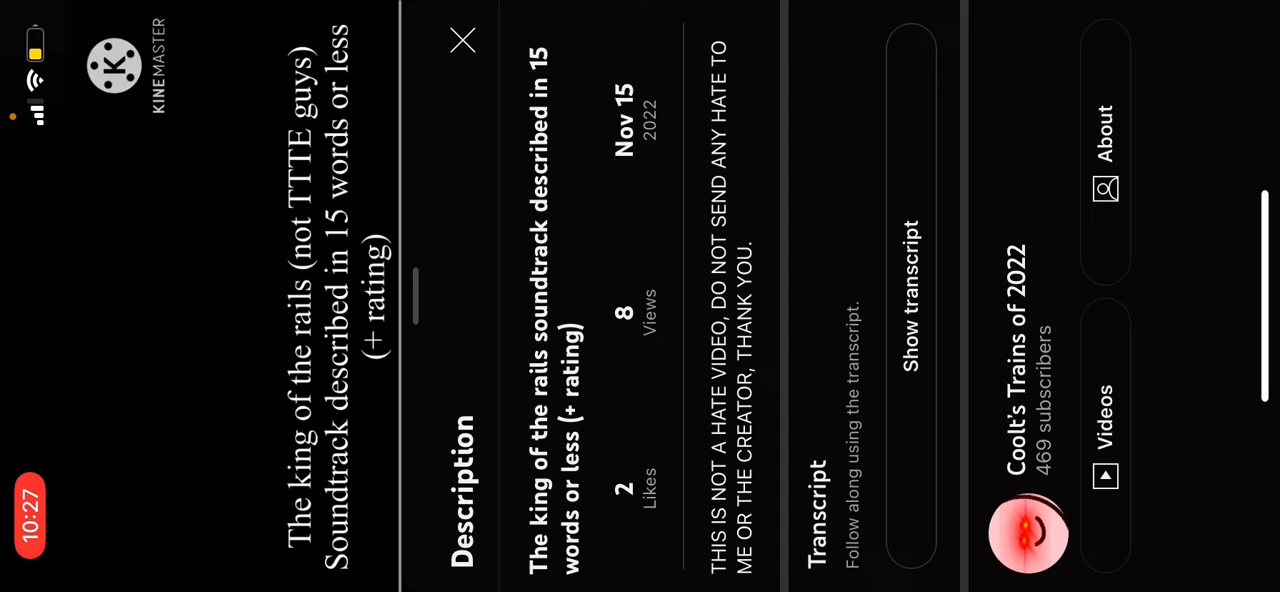 10:27
KINEMASTER
The king of the rails (not TTTE guys)
Soundtrack described in 15 words or less
(+ rating)
Description
The king of the rails soundtrack described in 15
words or less (+ rating)
2
Likes
8
Views
Nov 15
2022
THIS IS NOT A HATE VIDEO, DO NOT SEND ANY HATE TO
ME OR THE CREATOR, THANK YOU.
Transcript
Follow along using the transcript.
Show transcript
Coolt's Trains of 2022
469 subscribers
Videos
About